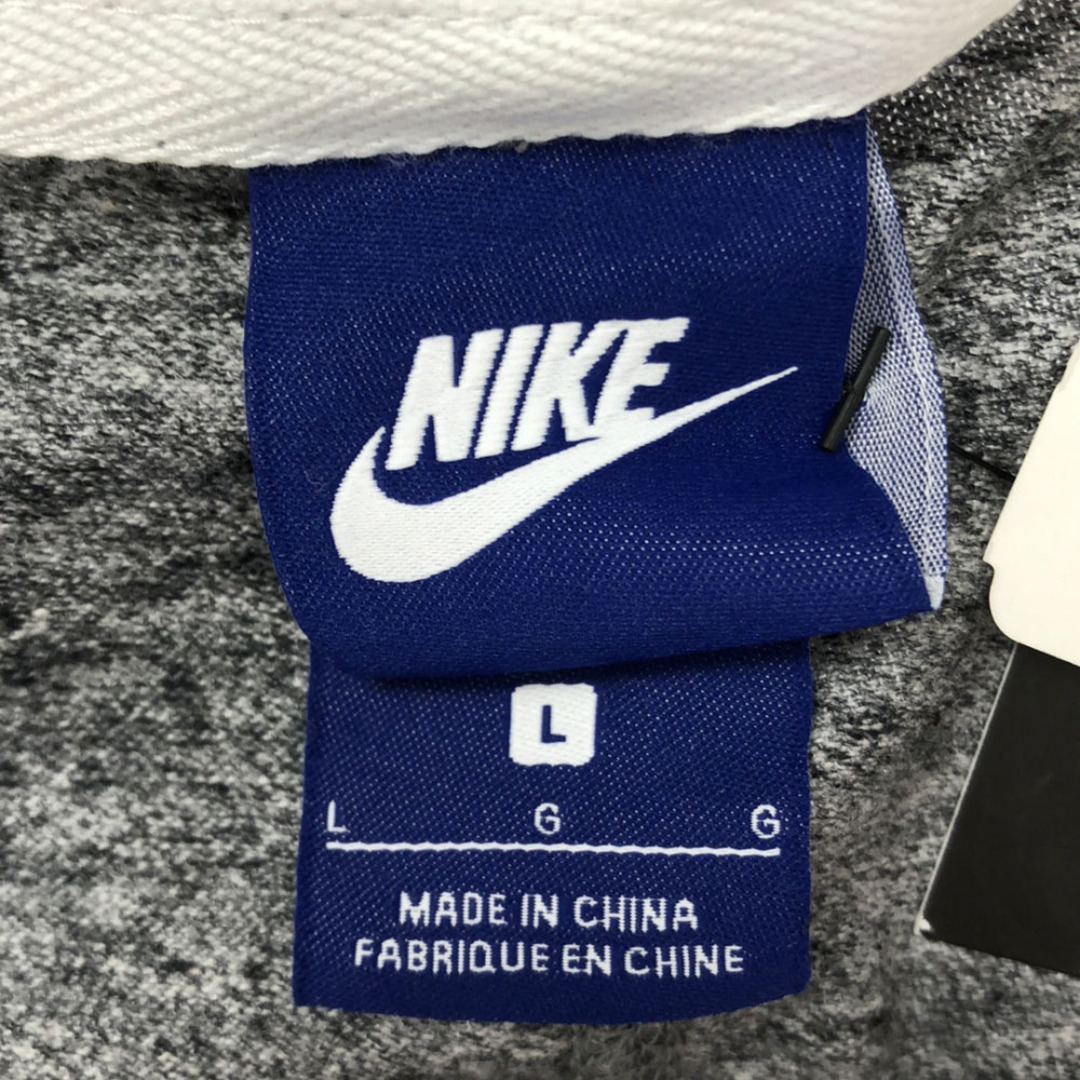 NIKE
L
L G G
MADE IN CHINA
FABRIQUE EN CHINE